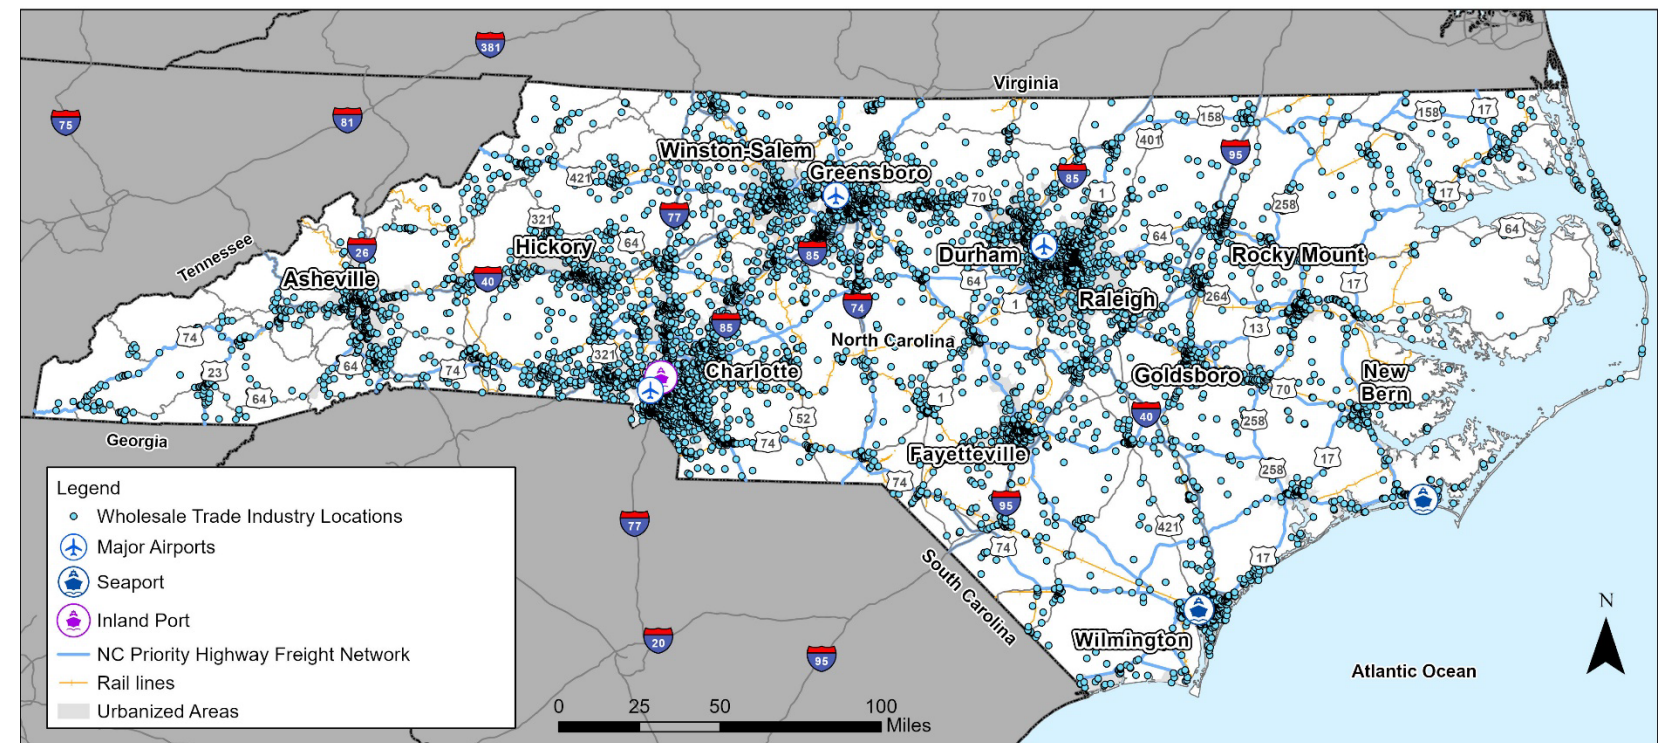 381
Virginia
75
81
158
158
17
401
95
Winston-Salem
Greensboro
421
85
70
1
17
258
77
321
64
Hickory
26
85
Durham
64
Rocky Mount
64
Tennessee
Asheville
40
64
1
Raleigh
264
17
74
85
North Carolina
13
74
321
Charlotte
Goldsboro
New
Bern
23
64
74
64
1
70
52
40
258
Georgia
74
Fayetteville
17
258
74
95
77
421
74
17
South Carolina
Wilmington
20
95
Atlantic Ocean
N
Legend
Wholesale Trade Industry Locations
Major Airports
Seaport
Inland Port
NC Priority Highway Freight Network
Rail lines
Urbanized Areas
0 25 50 100
Miles